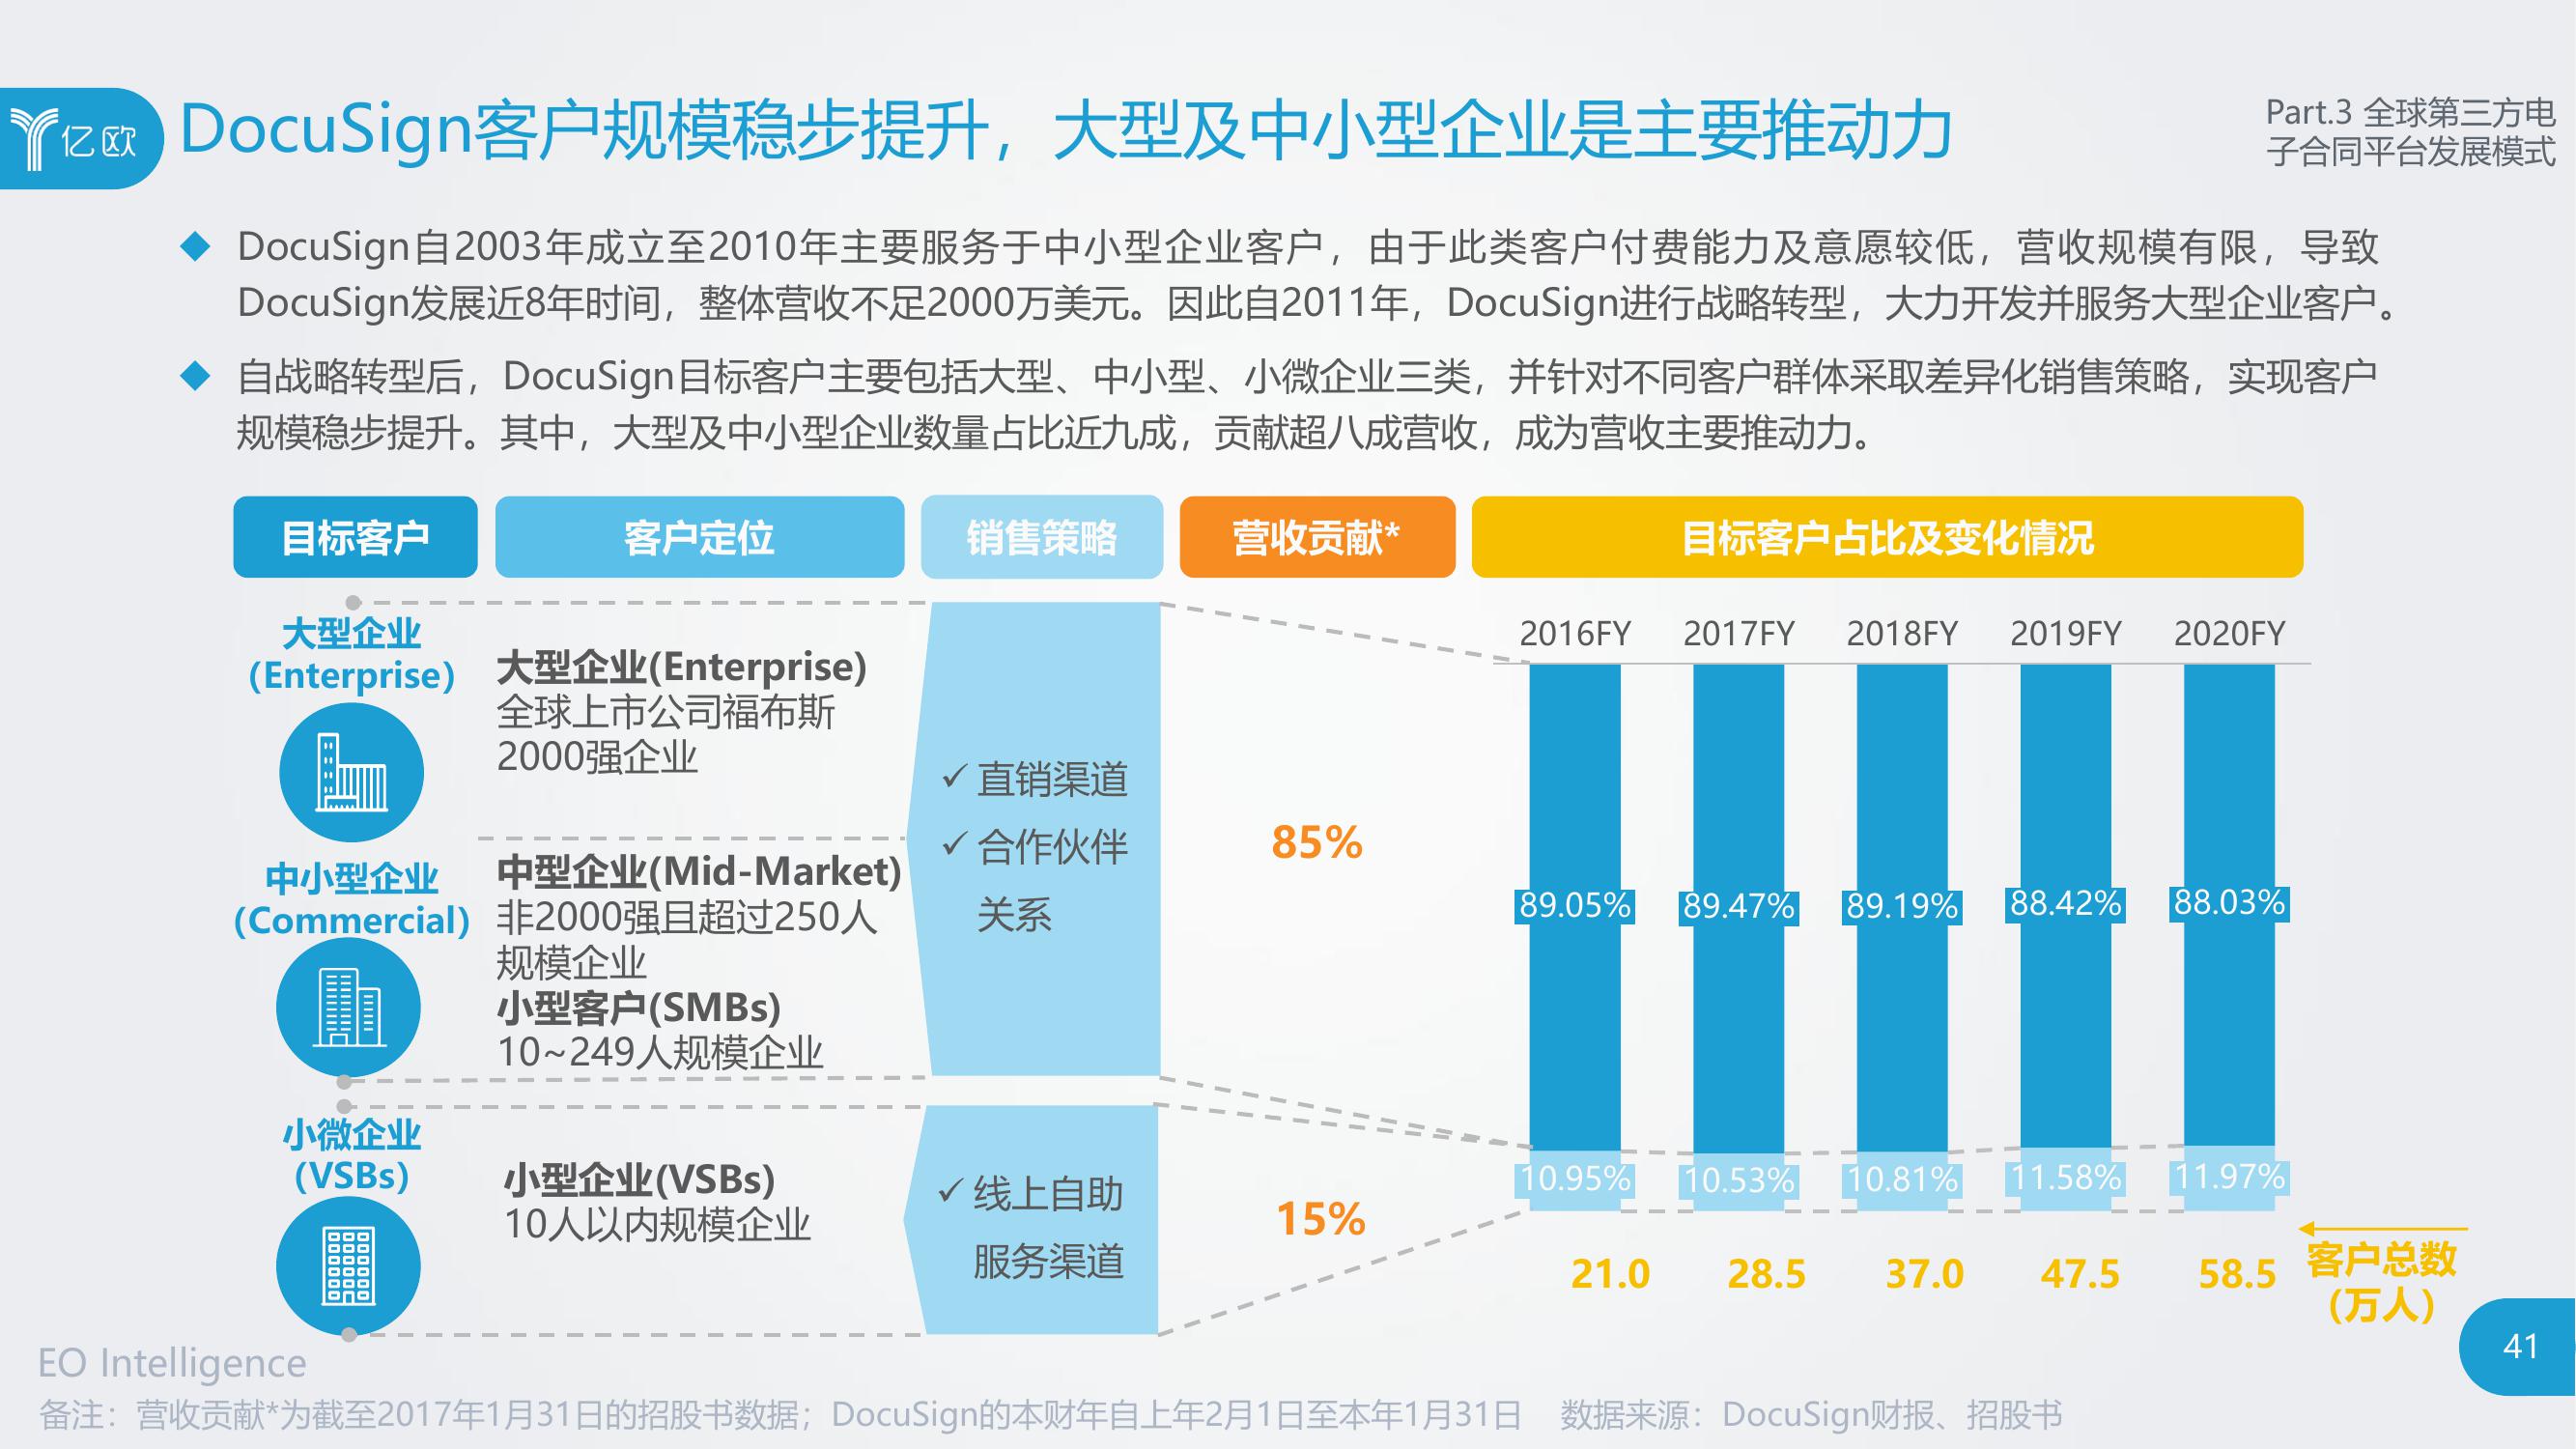 亿欧
DocuSign客户规模稳步提升，大型及中小型企业是主要推动力
Part.3 全球第三方电
子合同平台发展模式
DocuSign自2003年成立至2010年主要服务于中小型企业客户，由于此类客户付费能力及意愿较低，营收规模有限，导致
DocuSign发展近8年时间，整体营收不足2000万美元。因此自2011年，DocuSign进行战略转型，大力开发并服务大型企业客户。
自战略转型后，DocuSign目标客户主要包括大型、中小型、小微企业三类，并针对不同客户群体采取差异化销售策略，实现客户
规模稳步提升。其中，大型及中小型企业数量占比近九成，贡献超八成营收，成为营收主要推动力。
目标客户
客户定位
销售策略
营收贡献*
目标客户占比及变化情况
大型企业
(Enterprise)
大型企业(Enterprise)
全球上市公司福布斯
2000强企业
中小型企业
(Commercial)
中型企业(Mid-Market)
非2000强且超过250人
规模企业
小型客户(SMBs)
10~249人规模企业
✓ 直销渠道
✓ 合作伙伴
关系
85%
小微企业
(VSBs)
小型企业(VSBs)
10人以内规模企业
✓ 线上自助
服务渠道
15%
2016FY 2017FY 2018FY 2019FY 2020FY
89.05% 89.47% 89.19% 88.42% 88.03%
10.95% 10.53% 10.81% 11.58% 11.97%
21.0 28.5 37.0 47.5 58.5
客户总数
（万人）
EO Intelligence
41
备注：营收贡献*为截至2017年1月31日的招股书数据；DocuSign的本财年自上年2月1日至本年1月31日 数据来源：DocuSign财报、招股书